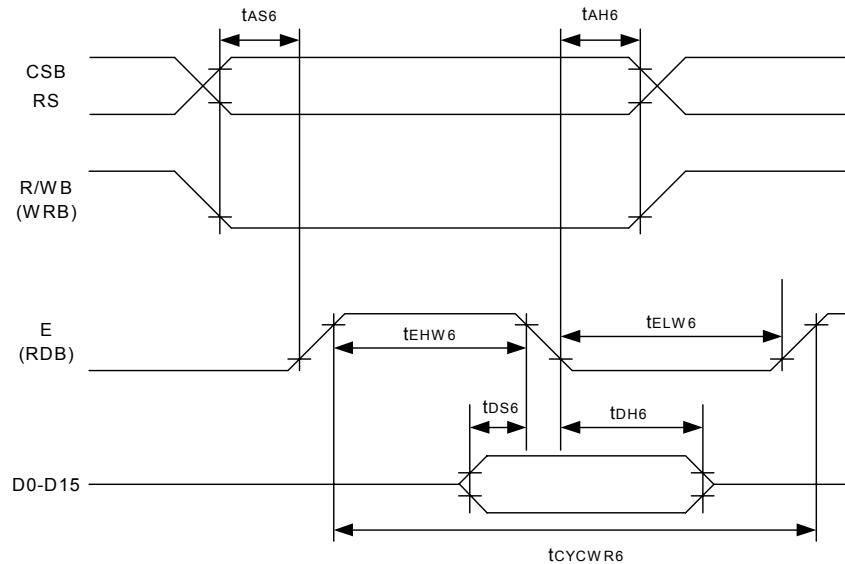 tAS6
tAH6
CSB
RS
R/WB
(WRB)
E
(RDB)
tEHW6
tELW6
tDS6
tDH6
D0-D15
tCYCWR6